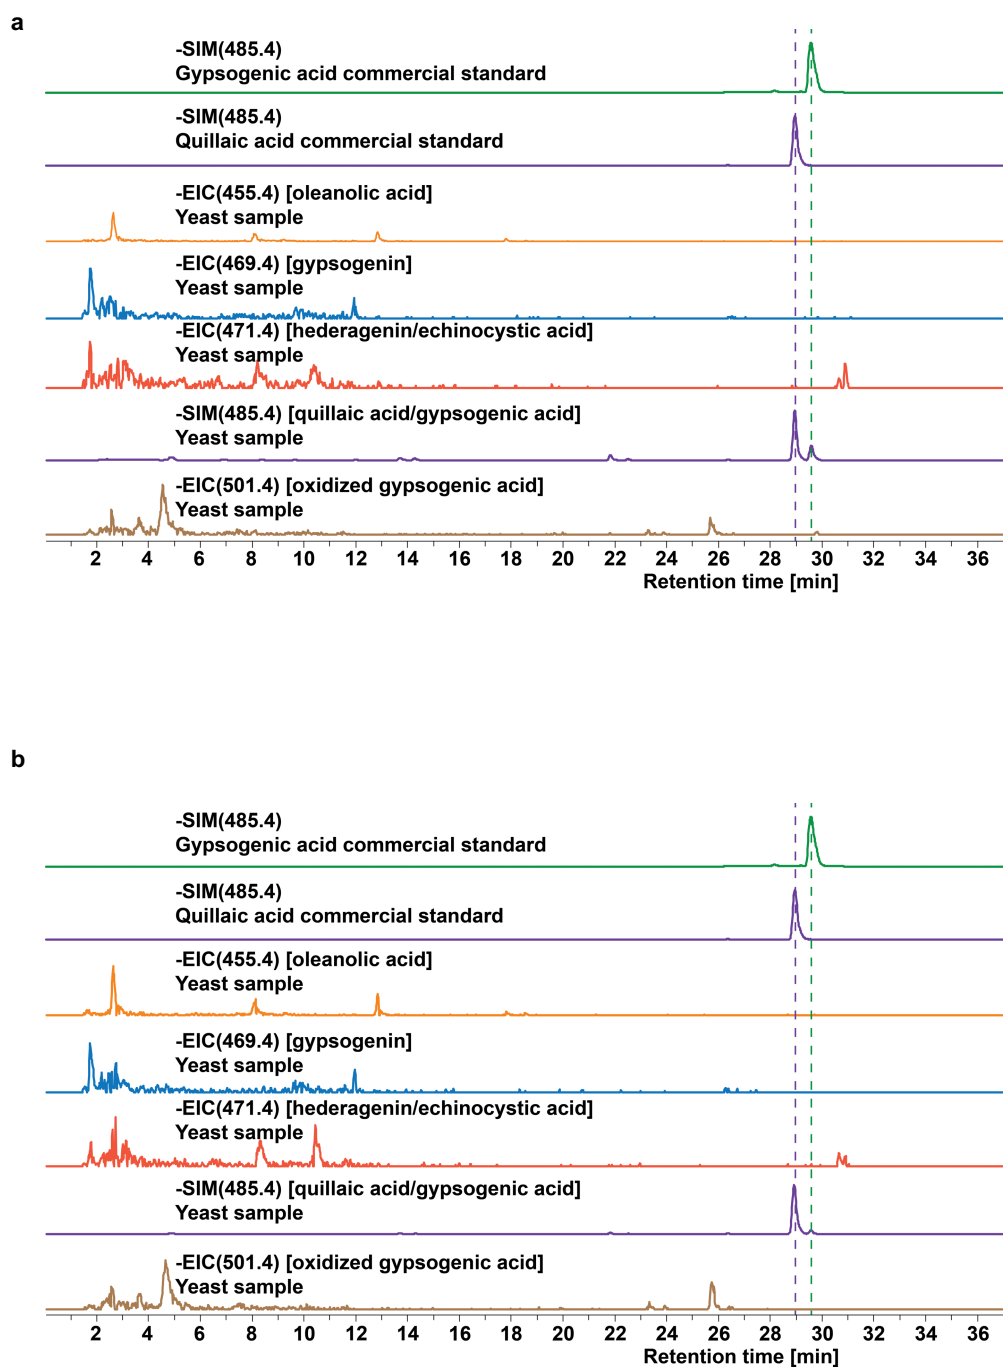 a
-SIM(485.4)
Gypsogenic acid commercial standard
-SIM(485.4)
Quillaic acid commercial standard
-EIC(455.4) [oleanolic acid]
Yeast sample
-EIC(469.4) [gypsogenin]
Yeast sample
-EIC(471.4) [hederagenin/echinocystic acid]
Yeast sample
-SIM(485.4) [quillaic acid/gypsogenic acid]
Yeast sample
-EIC(501.4) [oxidized gypsogenic acid]
Yeast sample
2 4 6 8 10 12 14 16 18 20 22 24 26 28 30 32 34 36
Retention time [min]
b
-SIM(485.4)
Gypsogenic acid commercial standard
-SIM(485.4)
Quillaic acid commercial standard
-EIC(455.4) [oleanolic acid]
Yeast sample
-EIC(469.4) [gypsogenin]
Yeast sample
-EIC(471.4) [hederagenin/echinocystic acid]
Yeast sample
-SIM(485.4) [quillaic acid/gypsogenic acid]
Yeast sample
-EIC(501.4) [oxidized gypsogenic acid]
Yeast sample
2 4 6 8 10 12 14 16 18 20 22 24 26 28 30 32 34 36
Retention time [min]